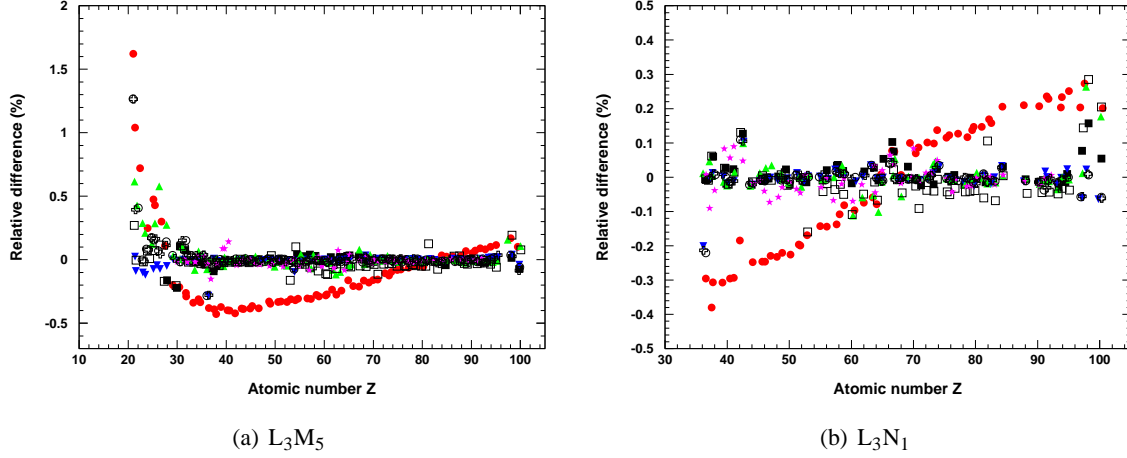 Relative difference (%)
2
1.5
1
0.5
0
-0.5
10 20 30 40 50 60 70 80 90 100
Atomic number Z
(a) L₃M₅
Relative difference (%)
0.5
0.4
0.3
0.2
0.1
0
-0.1
-0.2
-0.3
-0.4
-0.5
30 40 50 60 70 80 90 100
Atomic number Z
(b) L₃N₁